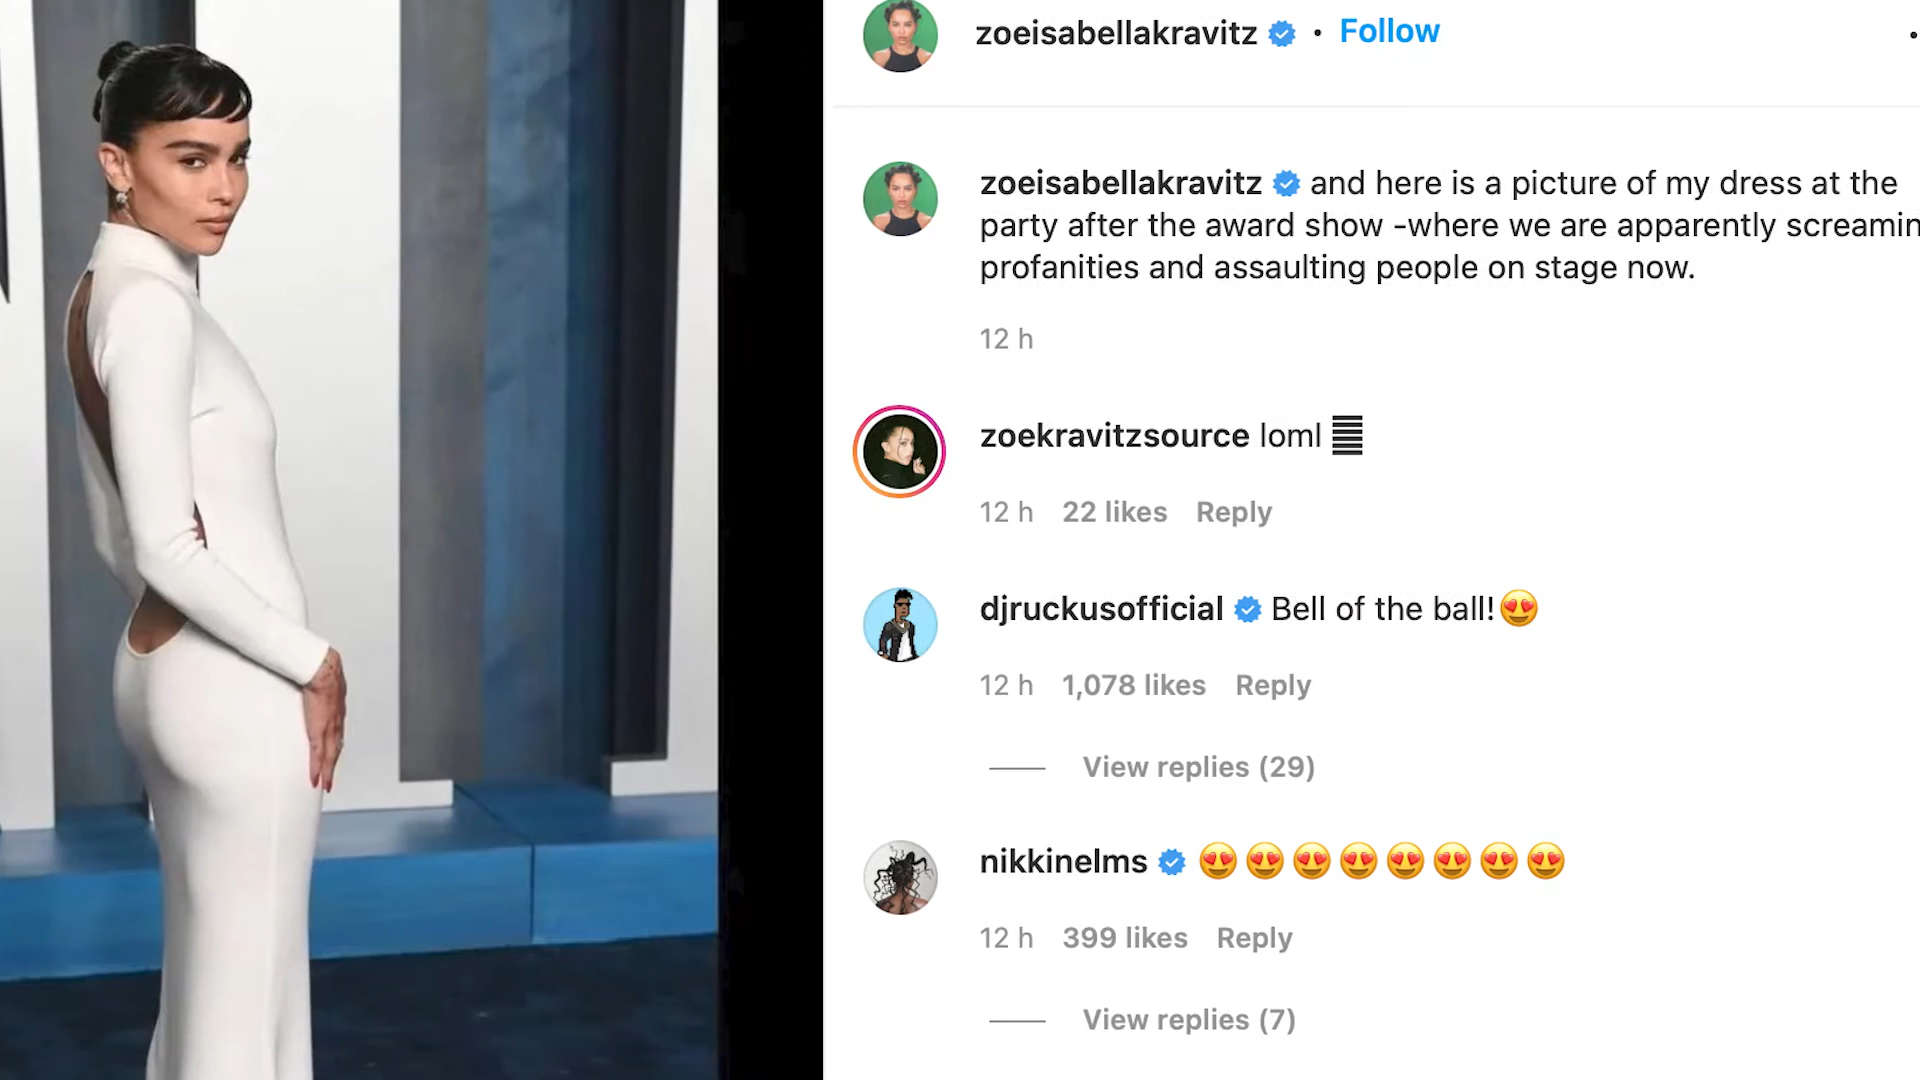 zoeisabellakravitz • Follow
zoeisabellakravitz and here is a picture of my dress at the
party after the award show -where we are apparently screamin
profanities and assaulting people on stage now.
12 h
zoekravitzsource loml
12 h 22 likes Reply
djruckusofficial Bell of the ball!😍
12 h 1,078 likes Reply
View replies (29)
nikkinelms 😍😍😍😍😍😍😍😍
12 h 399 likes Reply
View replies (7)